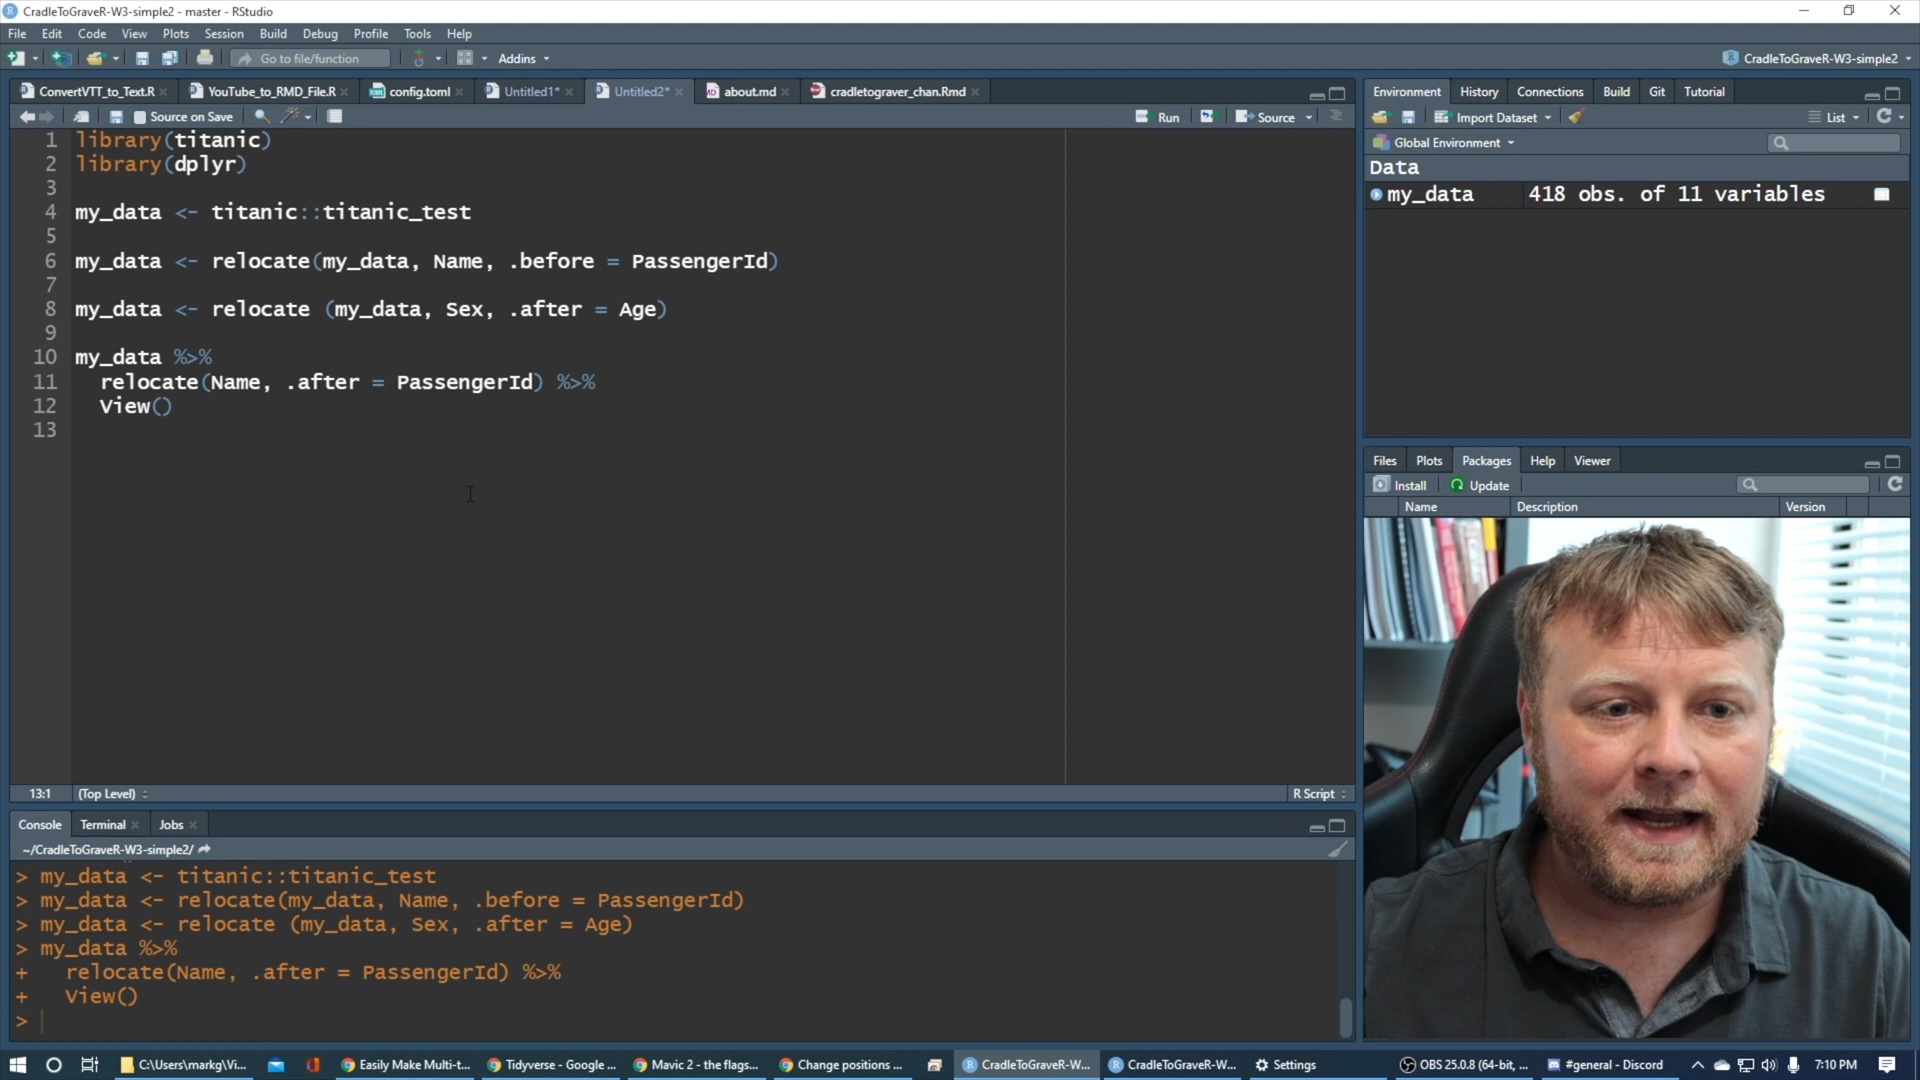 CradleToGraveR-W3-simple2 - master - RStudio
File Edit Code View Plots Session Build Debug Profile Tools Help
Go to file/function Addins CradleToGraveR-W3-simple2
ConvertVTT_to_Text.R YouTube_to_RMD_File.R config.toml Untitled1* Untitled2* about.md cradletograver_chan.Rmd
Source on Save Run Source
1 library(titanic)
2 library(dplyr)
3
4 my_data <- titanic::titanic_test
5
6 my_data <- relocate(my_data, Name, .before = PassengerId)
7
8 my_data <- relocate (my_data, Sex, .after = Age)
9
10 my_data %>%
11 relocate(Name, .after = PassengerId) %>%
12 View()
13
13:1 (Top Level) R Script
Console Terminal Jobs
~/CradleToGraveR-W3-simple2/
> my_data <- titanic::titanic_test
> my_data <- relocate(my_data, Name, .before = PassengerId)
> my_data <- relocate (my_data, Sex, .after = Age)
> my_data %>%
+ relocate(Name, .after = PassengerId) %>%
+ View()
>
Environment History Connections Build Git Tutorial
Import Dataset List
Global Environment
Data
my_data 418 obs. of 11 variables
Files Plots Packages Help Viewer
Install Update
Name Description Version
C:\Users\markg\Vi... Easily Make Multi-t... Tidyverse - Google ... Mavic 2 - the flags... Change positions ... CradleToGraveR-W... CradleToGraveR-W... Settings OBS 25.0.8 (64-bit, ... #general - Discord 7:10 PM